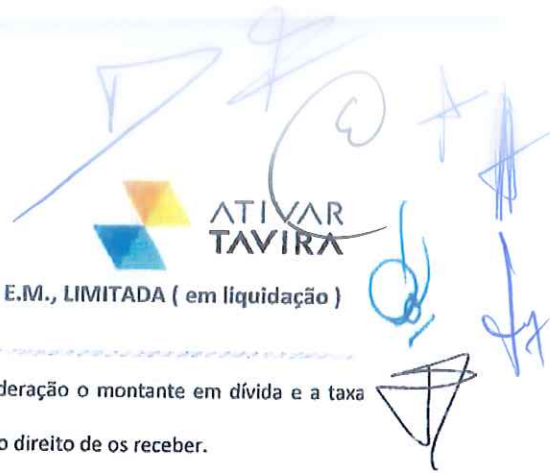 ATIVAR
TAVIRA
E.M., LIMITADA ( em liquidação )
deração o montante em dívida e a taxa
o direito de os receber.